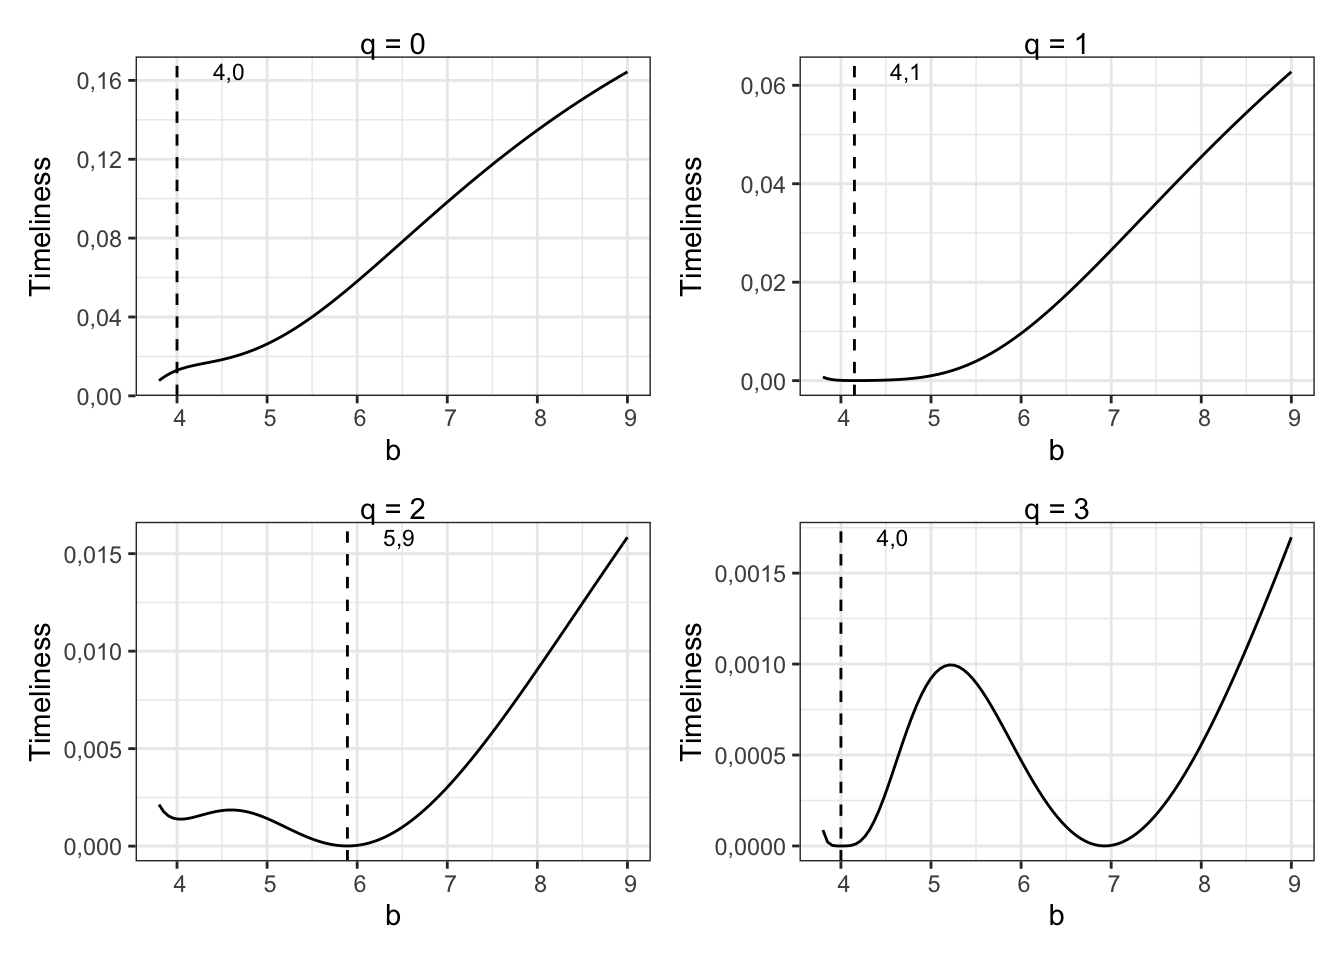 q = 0
4,0
0,16
0,12
0,08
0,04
0,00
Timeliness
4 5 6 7 8 9
b
q = 1
4,1
0,06
0,04
0,02
0,00
Timeliness
4 5 6 7 8 9
b
q = 2
5,9
0,015
0,010
0,005
0,000
Timeliness
4 5 6 7 8 9
b
q = 3
4,0
0,0015
0,0010
0,0005
0,0000
Timeliness
4 5 6 7 8 9
b